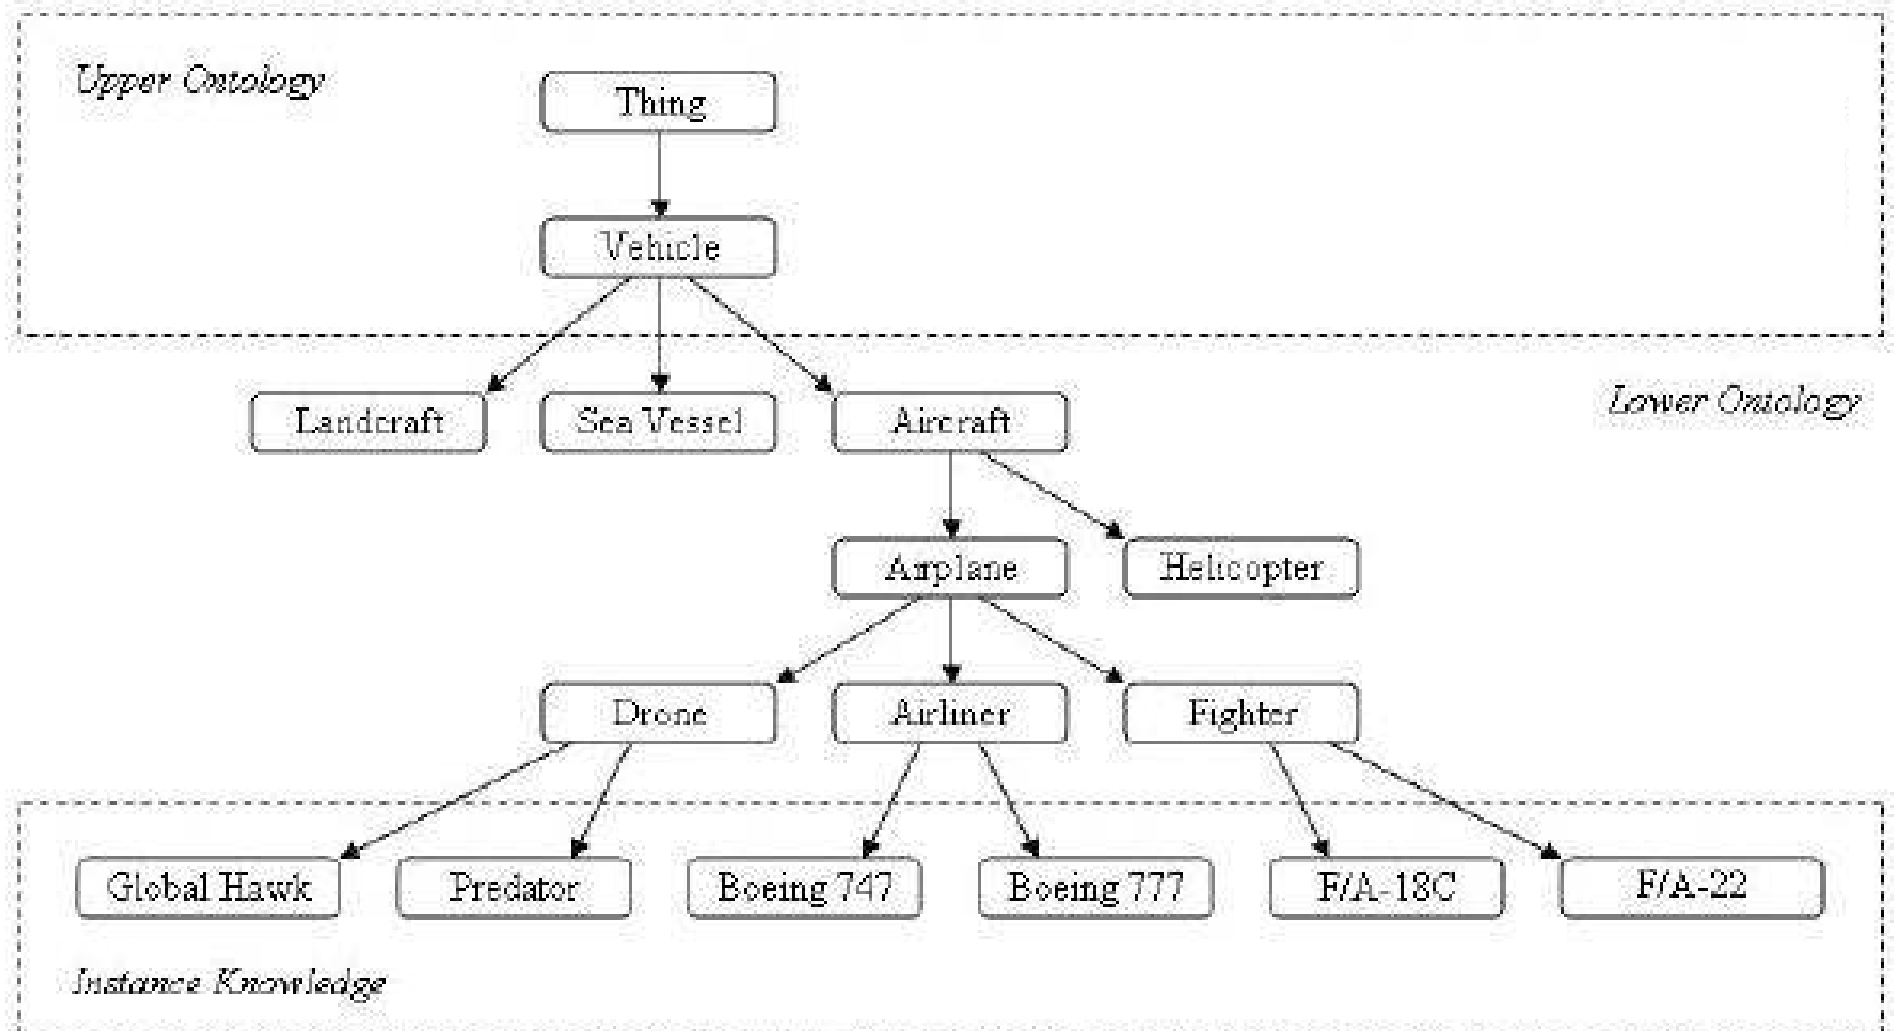 Upper Ontology
Thing
Vehicle
Landcraft
Sea Vessel
Aircraft
Lower Ontology
Airplane
Helicopter
Drone
Airliner
Fighter
Global Hawk
Predator
Boeing 747
Boeing 777
F/A-18C
F/A-22
Instance Knowledge